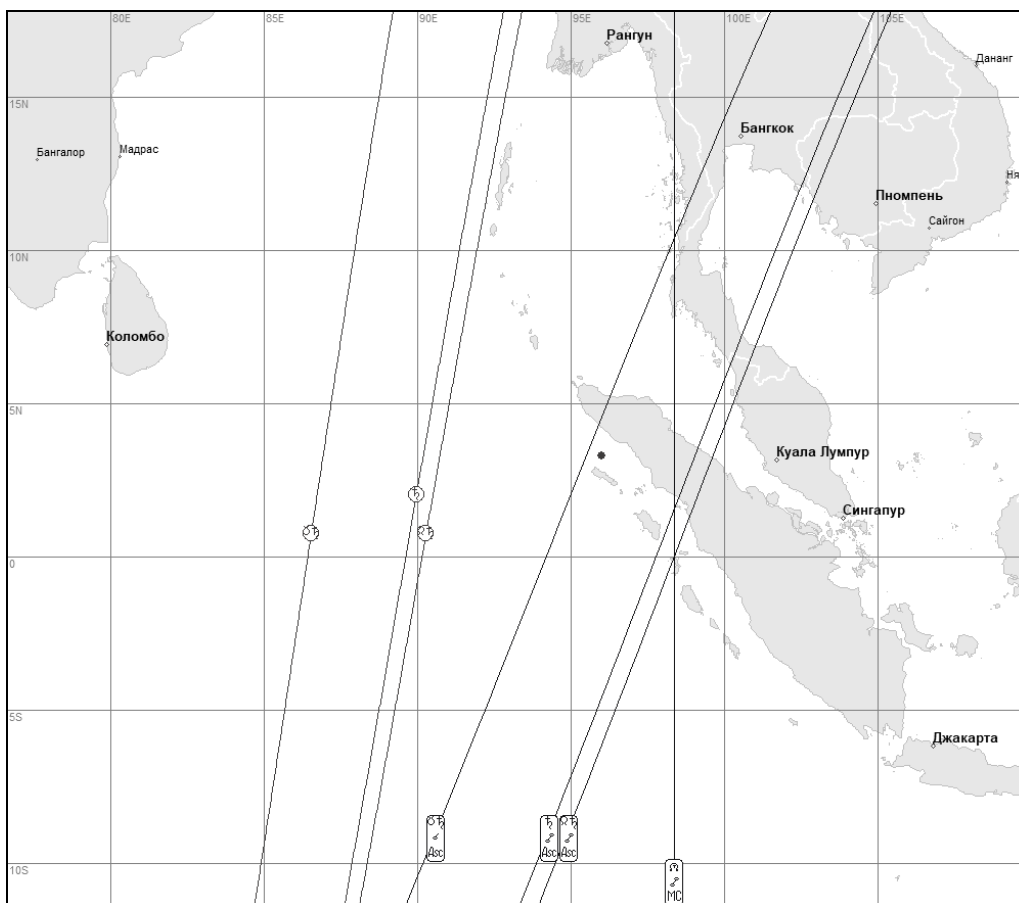 80E
90E
95E
100E
105E
Рангун
Дананг
15N
Бангкок
Бангалор
Мадрас
Ня
Пномпень
Сайгон
10N
Коломбо
5N
Куала Лумпур
Сингапур
0
5S
Джакарта
Asc
Asc
Asc
10S
MC